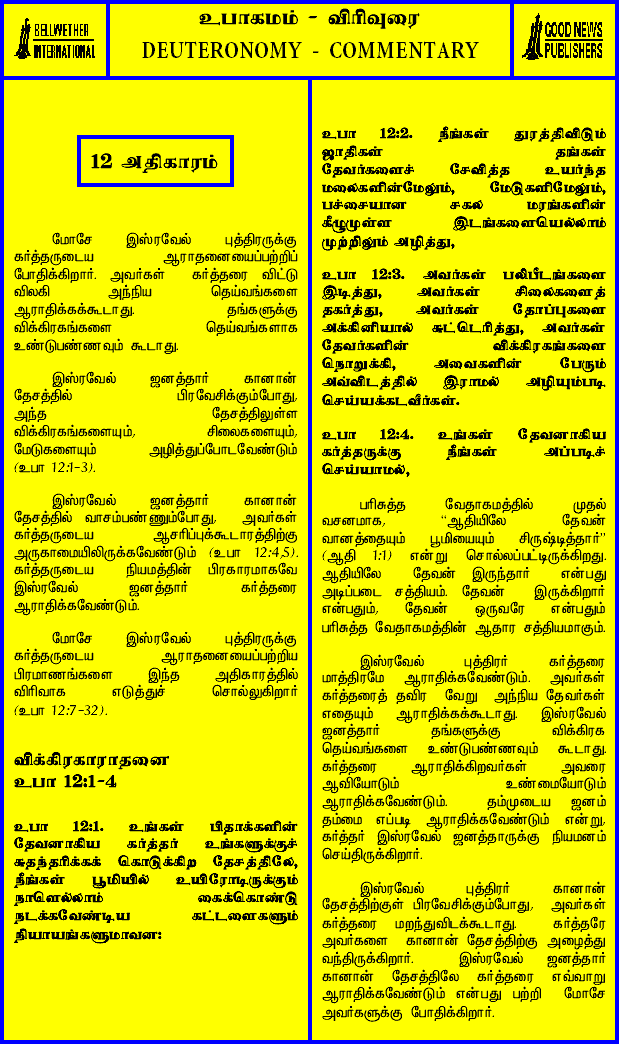 BELLWETHER
INTERNATIONAL
உபாகமம் - விரிவுரை
DEUTERONOMY - COMMENTARY
GOOD NEWS
PUBLISHERS
12 அதிகாரம்
மோசே இஸ்ரவேல் புத்திரருக்கு
கர்த்தருடைய ஆராதனையைப்பற்றிப்
போதிக்கிறார். அவர்கள் கர்த்தரை விட்டு
விலகி அந்நிய தெய்வங்களை
ஆராதிக்கக்கூடாது. தங்களுக்கு
விக்கிரகங்களை தெய்வங்களாக
உண்டுபண்ணவும் கூடாது.
இஸ்ரவேல் ஜனத்தார் கானான்
தேசத்தில் பிரவேசிக்கும்போது,
அந்த தேசத்திலுள்ள
விக்கிரகங்களையும், சிலைகளையும்,
மேடுகளையும் அழித்துப்போடவேண்டும்
(உபா 12:1-3).
இஸ்ரவேல் ஜனத்தார் கானான்
தேசத்தில் வாசம்பண்ணும்போது, அவர்கள்
கர்த்தருடைய ஆசரிப்புக்கூடாரத்திற்கு
அருகாமையிலிருக்கவேண்டும் (உபா 12:4,5).
கர்த்தருடைய நியமத்தின் பிரகாரமாகவே
இஸ்ரவேல் ஜனத்தார் கர்த்தரை
ஆராதிக்கவேண்டும்.
மோசே இஸ்ரவேல் புத்திரருக்கு
கர்த்தருடைய ஆராதனையைப்பற்றிய
பிரமாணங்களை இந்த அதிகாரத்தில்
விரிவாக எடுத்துச் சொல்லுகிறார்
(உபா 12:7-32).
விக்கிரகாராதனை
உபா 12:1-4
உபா 12:1. உங்கள் பிதாக்களின்
தேவனாகிய கர்த்தர் உங்களுக்குச்
சுதந்தரிக்கக் கொடுக்கிற தேசத்திலே,
நீங்கள் பூமியில் உயிரோடிருக்கும்
நாளெல்லாம் கைக்கொண்டு
நடக்கவேண்டிய கட்டளைகளும்
நியாயங்களுமாவன:
உபா 12:2. நீங்கள் துரத்திவிடும்
ஜாதிகள் தங்கள்
தேவர்களைச் சேவித்த உயர்ந்த
மலைகளின்மேலும், மேடுகளிமேலும்,
பச்சையான சகல மரங்களின்
கீழுமுள்ள இடங்களையெல்லாம்
முற்றிலும் அழித்து,
உபா 12:3. அவர்கள் பலிபீடங்களை
இடித்து, அவர்கள் சிலைகளைத்
தகர்த்து, அவர்கள் தோப்புகளை
அக்கினியால் சுட்டெரித்து, அவர்கள்
தேவர்களின் விக்கிரகங்களை
நொறுக்கி, அவைகளின் பேரும்
அவ்விடத்தில் இராமல் அழியும்படி
செய்யக்கடவீர்கள்.
உபா 12:4. உங்கள் தேவனாகிய
கர்த்தருக்கு நீங்கள் அப்படிச்
செய்யாமல்,
பரிசுத்த வேதாகமத்தில் முதல்
வசனமாக, "ஆதியிலே தேவன்
வானத்தையும் பூமியையும் சிருஷ்டித்தார்"
(ஆதி 1:1) என்று சொல்லப்பட்டிருக்கிறது.
ஆதியிலே தேவன் இருந்தார் என்பது
அடிப்படை சத்தியம். தேவன் இருக்கிறார்
என்பதும், தேவன் ஒருவரே என்பதும்
பரிசுத்த வேதாகமத்தின் ஆதார சத்தியமாகும்.
இஸ்ரவேல் புத்திரர் கர்த்தரை
மாத்திரமே ஆராதிக்கவேண்டும். அவர்கள்
கர்த்தரைத் தவிர வேறு அந்நிய தேவர்கள்
எதையும் ஆராதிக்கக்கூடாது. இஸ்ரவேல்
ஜனத்தார் தங்களுக்கு விக்கிரக
தெய்வங்களை உண்டுபண்ணவும் கூடாது.
கர்த்தரை ஆராதிக்கிறவர்கள் அவரை
ஆவியோடும் உண்மையோடும்
ஆராதிக்கவேண்டும். தம்முடைய ஜனம்
தம்மை எப்படி ஆராதிக்கவேண்டும் என்று,
கர்த்தர் இஸ்ரவேல் ஜனத்தாருக்கு நியமனம்
செய்திருக்கிறார்.
இஸ்ரவேல் புத்திரர் கானான்
தேசத்திற்குள் பிரவேசிக்கும்போது, அவர்கள்
கர்த்தரை மறந்துவிடக்கூடாது. கர்த்தரே
அவர்களை கானான் தேசத்திற்கு அழைத்து
வந்திருக்கிறார். இஸ்ரவேல் ஜனத்தார்
கானான் தேசத்திலே கர்த்தரை எவ்வாறு
ஆராதிக்கவேண்டும் என்பது பற்றி மோசே
அவர்களுக்கு போதிக்கிறார்.